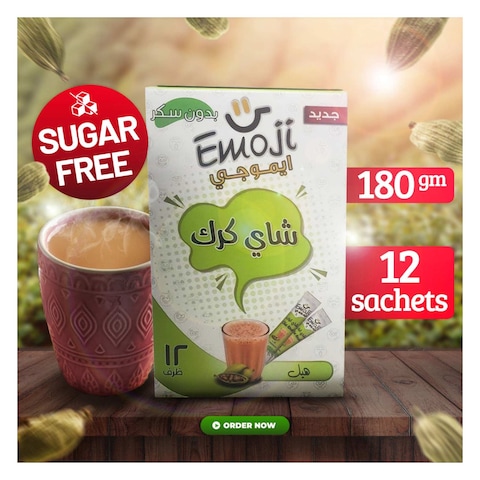 SUGAR
FREE
بدون سكر
جديد
Emoji
ايموجي
شاي كرك
180 gm
12
sachets
١٢
ظرف
هيل
ORDER NOW